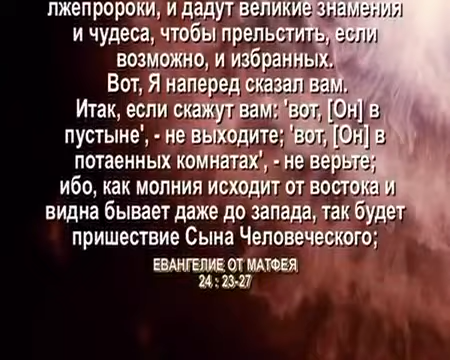 лжепророки, и дадут великие знамения
и чудеса, чтобы прельстить, если
возможно, и избранных.
Вот, Я наперед сказал вам.
Итак, если скажут вам: 'вот, [Он] в
пустыне', - не выходите; 'вот, [Он] в
потаенных комнатах', - не верьте;
ибо, как молния исходит от востока и
видна бывает даже до запада, так будет
пришествие Сына Человеческого;
ЕВАНГЕЛИЕ ОТ МАТФЕЯ
24 : 23-27